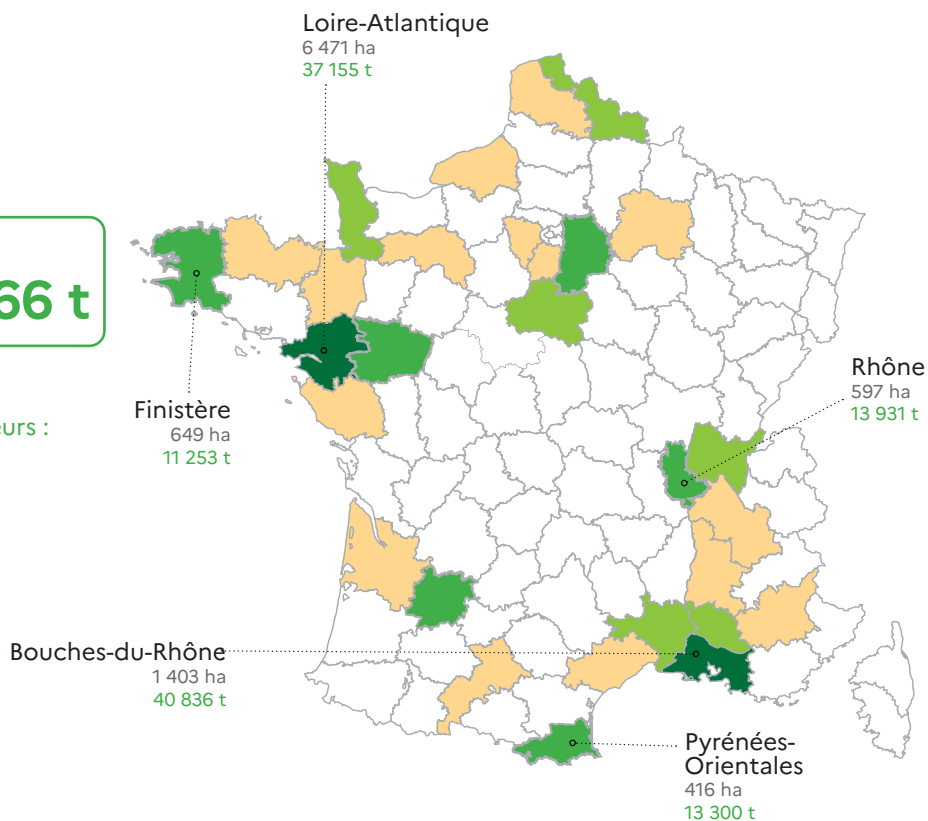 Loire-Atlantique
6 471 ha
37 155 t
66 t
Rhône
597 ha
13 931 t
Finistère
649 ha
11 253 t
eurs :
Bouches-du-Rhône
1 403 ha
40 836 t
Pyrénées-
Orientales
416 ha
13 300 t